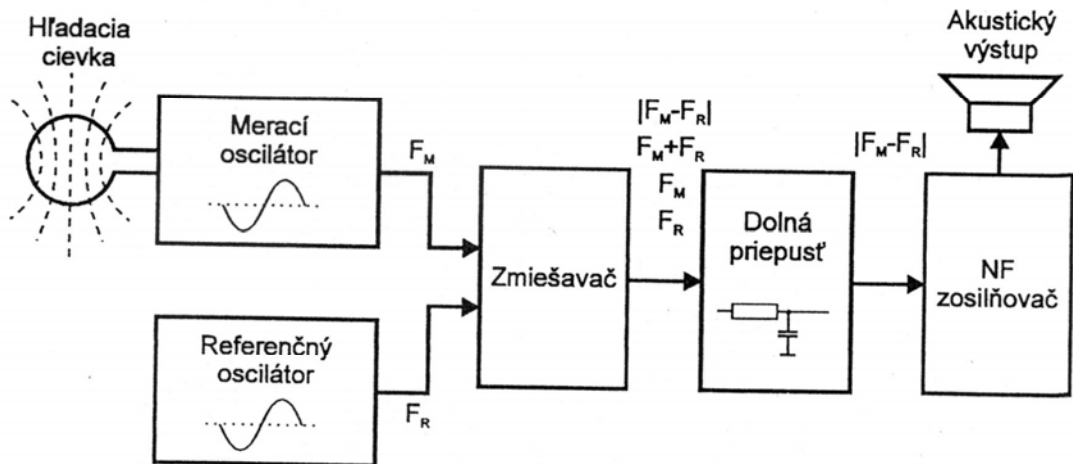 Hľadacia
cievka
Merací
oscilátor
F_M
Referenčný
oscilátor
F_R
Zmiešavač
|F_M-F_R|
F_M+F_R
F_M
F_R
Dolná
priepusť
|F_M-F_R|
NF
zosilňovač
Akustický
výstup